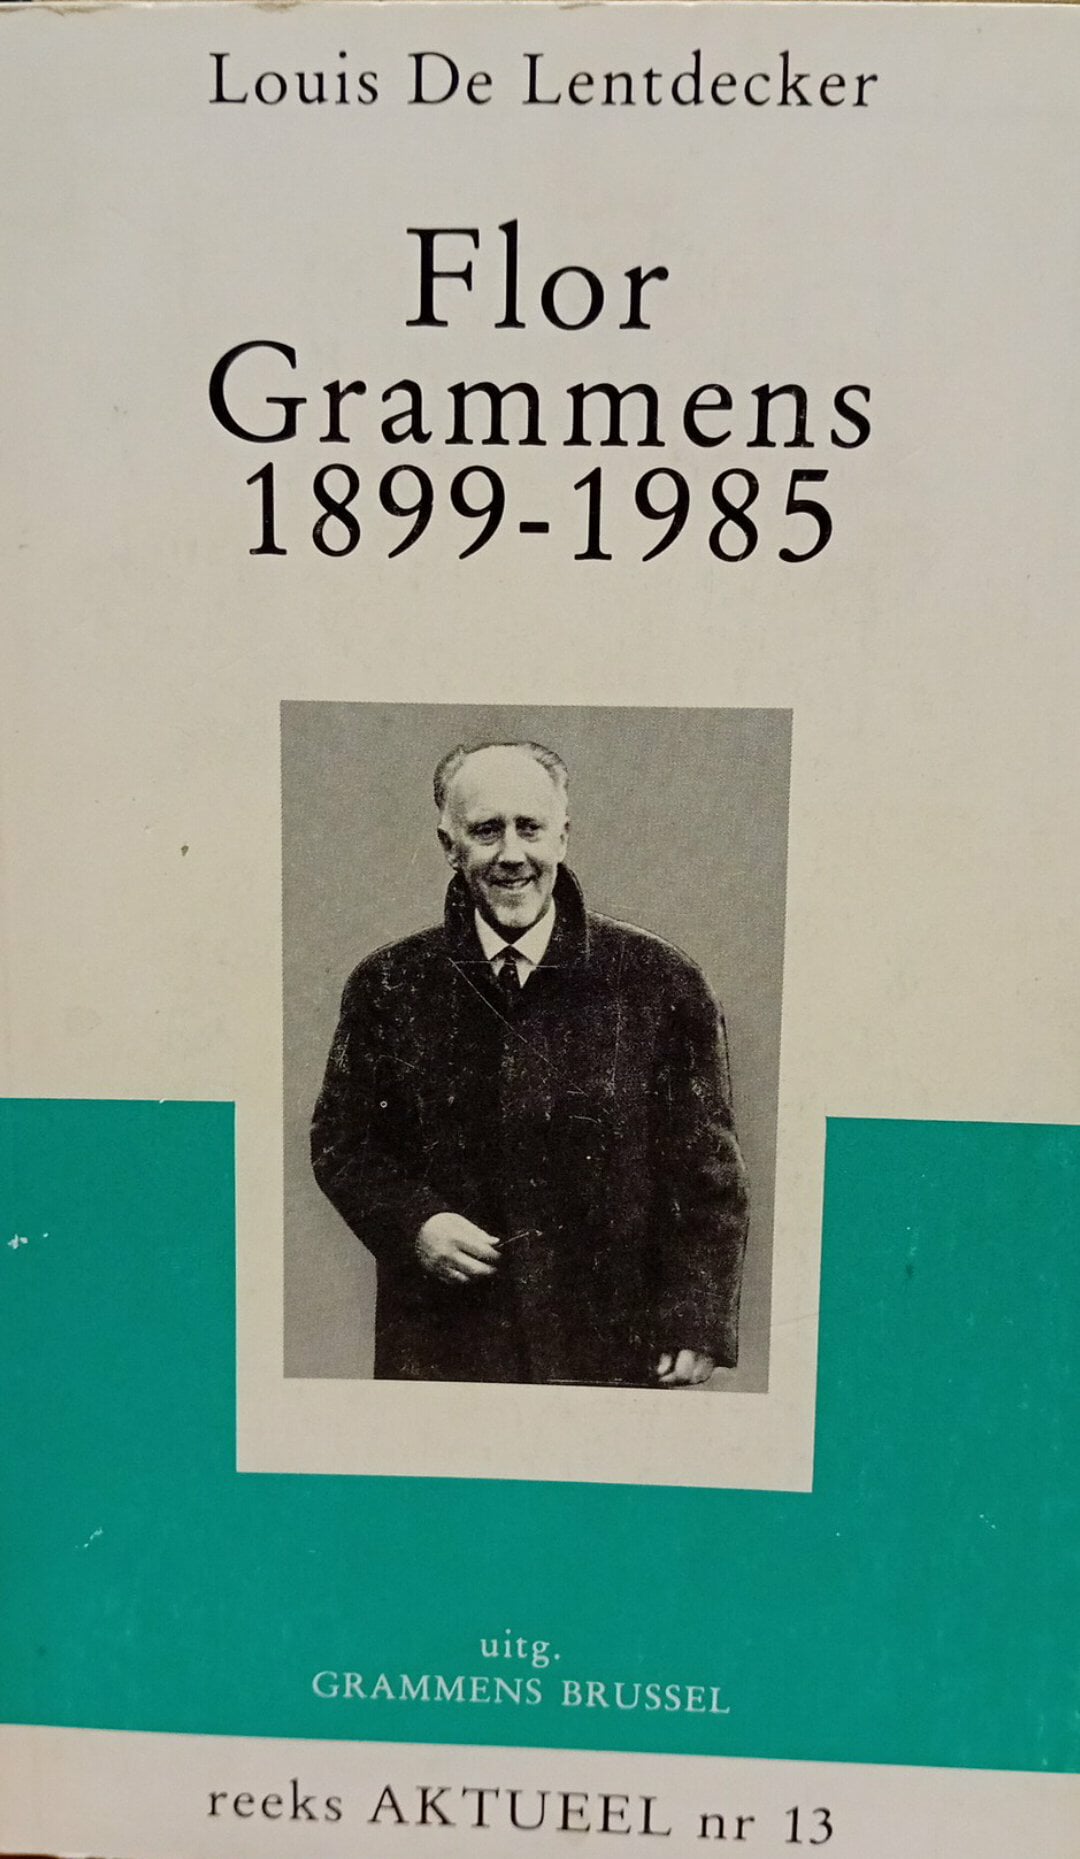 Louis De Lentdecker
Flor
Grammens
1899-1985
uitg.
GRAMMENS BRUSSEL
reeks AKTUEEL nr 13